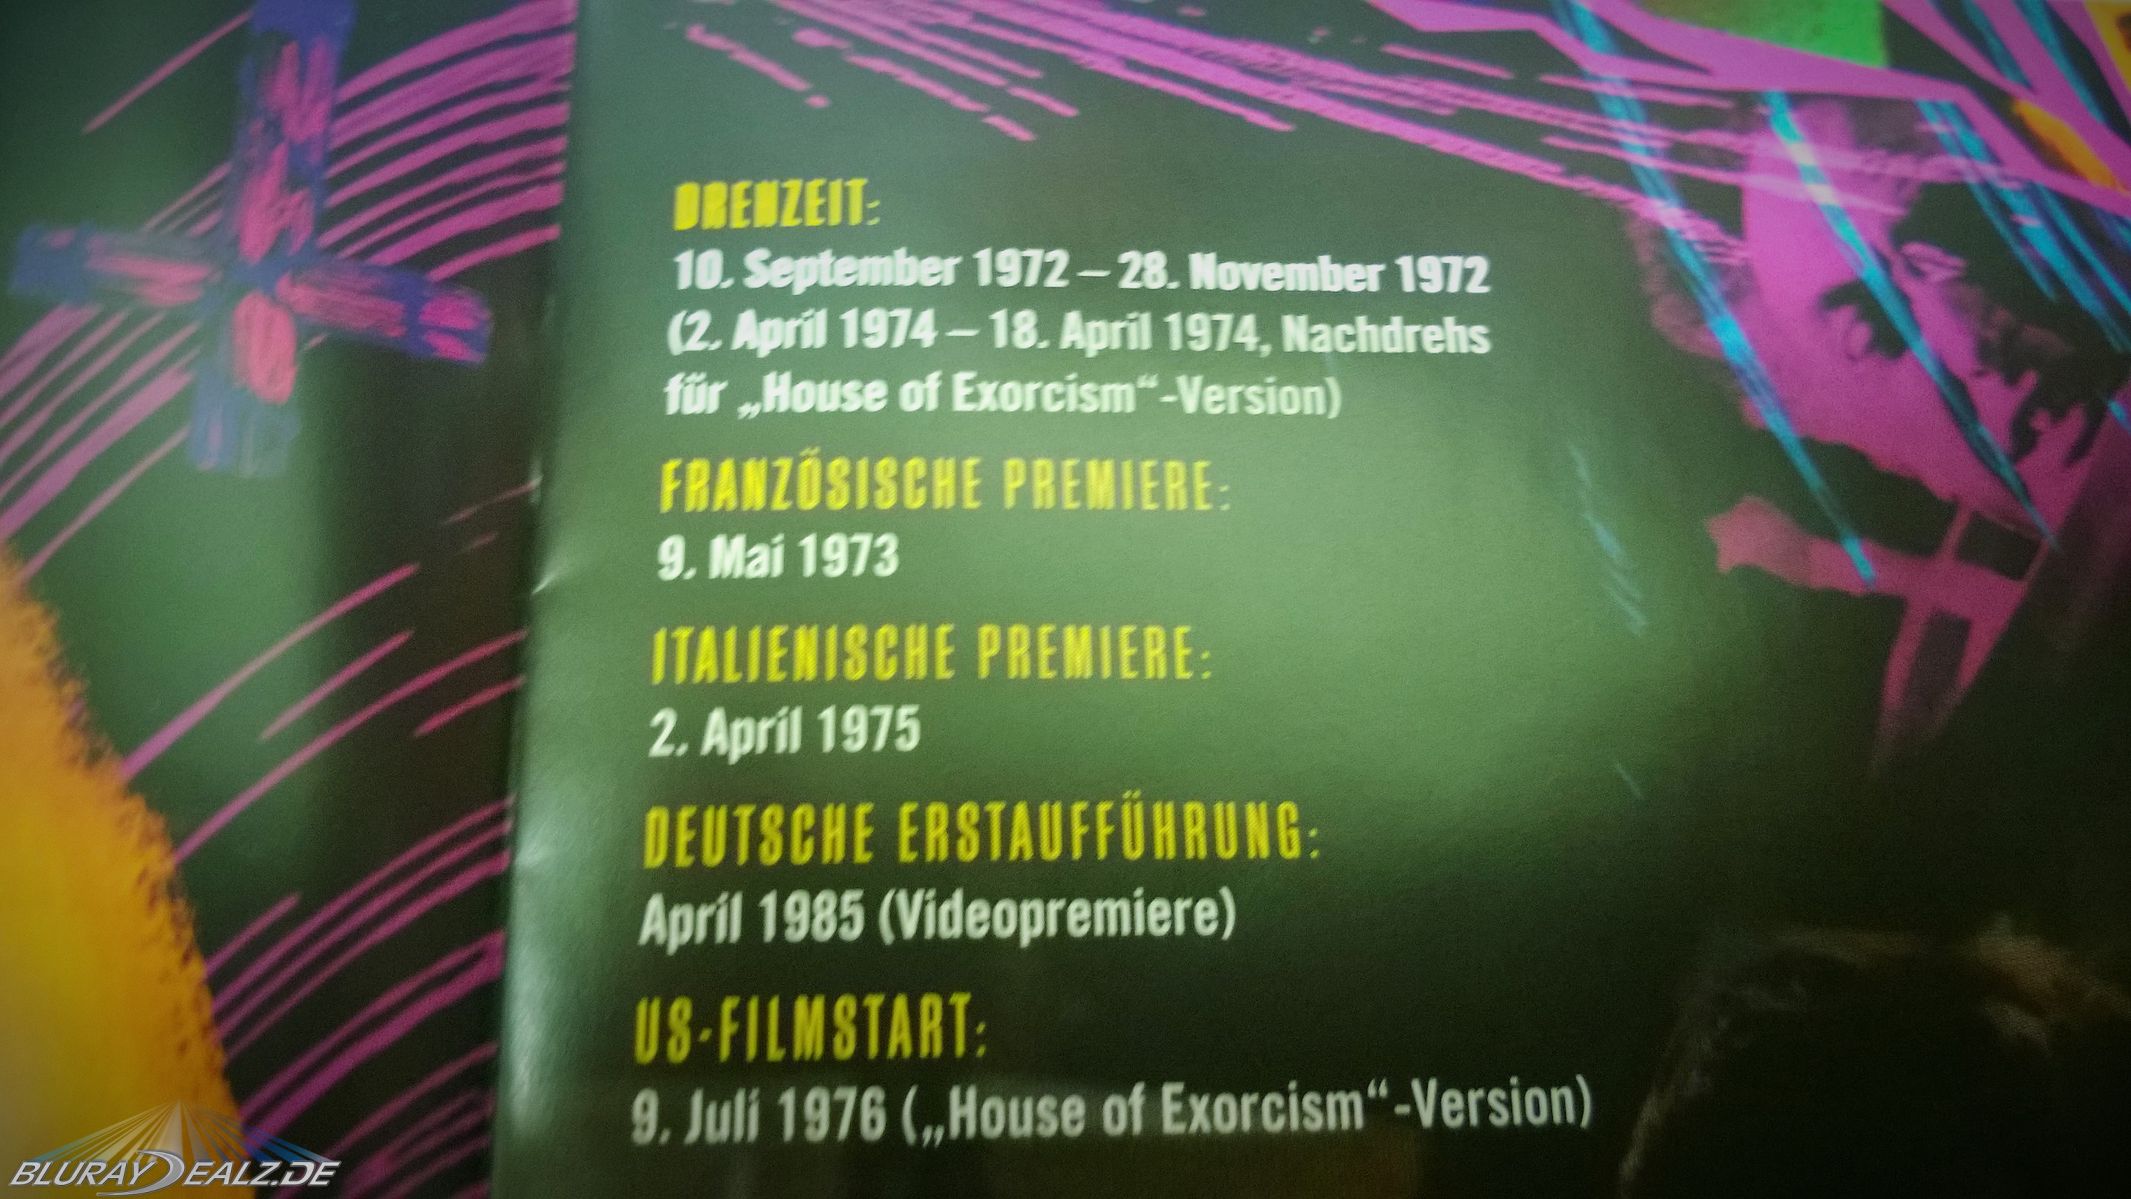 DREHZEIT:
10. September 1972 – 28. November 1972
(2. April 1974 – 18. April 1974, Nachdrehs
für „House of Exorcism“-Version)
FRANZÖSISCHE PREMIERE:
9. Mai 1973
ITALIENISCHE PREMIERE:
2. April 1975
DEUTSCHE ERSTAUFFÜHRUNG:
April 1985 (Videopremiere)
US-FILMSTART:
9. Juli 1976 („House of Exorcism“-Version)
BLURAYDEALZ.DE